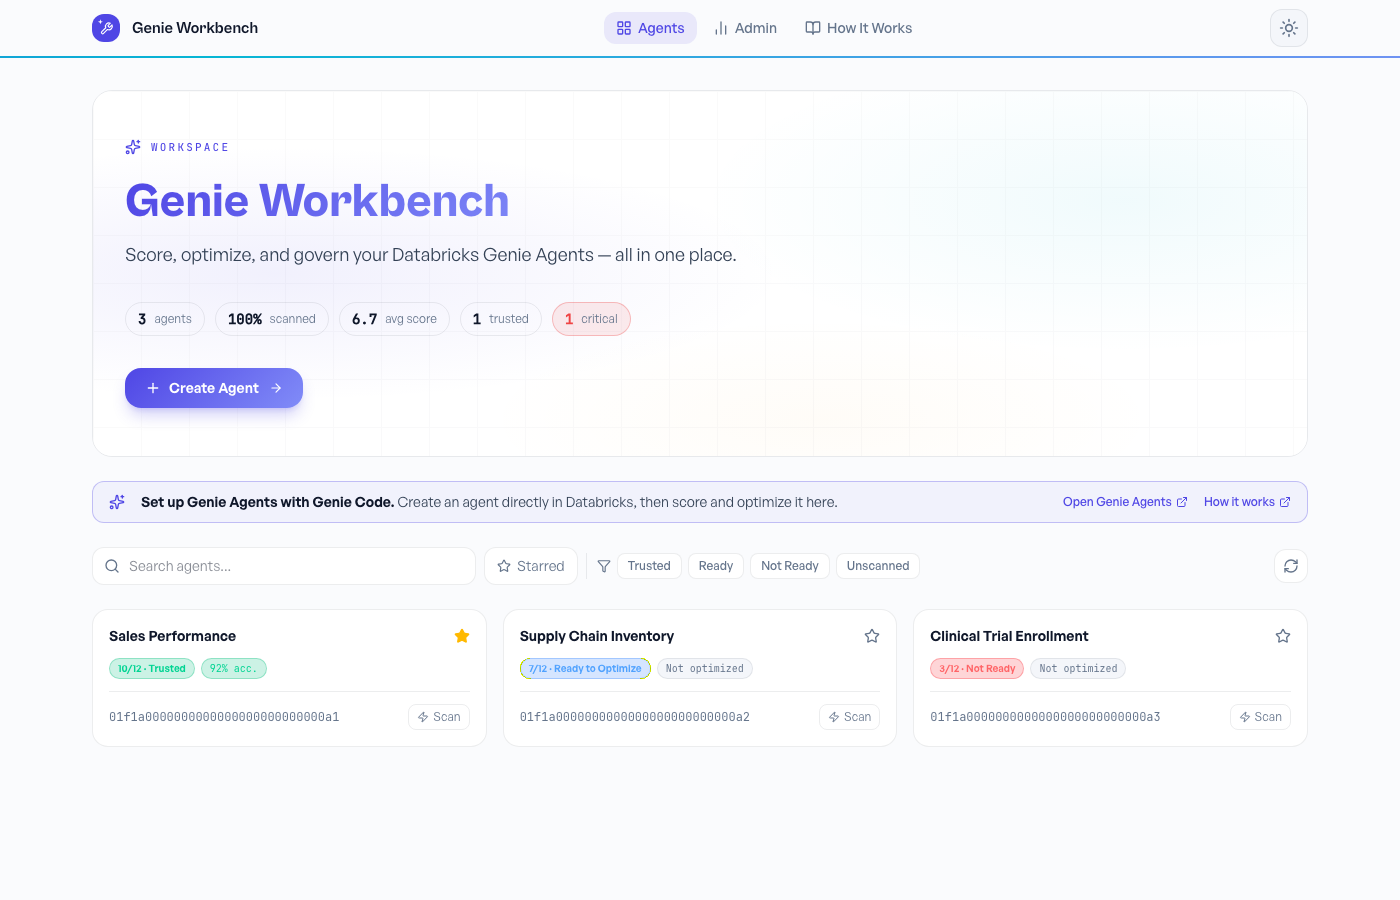 Genie Workbench
Agents
Admin
How It Works
WORKSPACE
Genie Workbench
Score, optimize, and govern your Databricks Genie Agents — all in one place.
3 agents
100% scanned
6.7 avg score
1 trusted
1 critical
Create Agent
Set up Genie Agents with Genie Code. Create an agent directly in Databricks, then score and optimize it here.
Open Genie Agents
How it works
Search agents...
Starred
Trusted
Ready
Not Ready
Unscanned
Sales Performance
10/12 · Trusted
92% acc.
01f1a0000000000000000000000000a1
Scan
Supply Chain Inventory
7/12 · Ready to Optimize
Not optimized
01f1a0000000000000000000000000a2
Scan
Clinical Trial Enrollment
3/12 · Not Ready
Not optimized
01f1a0000000000000000000000000a3
Scan